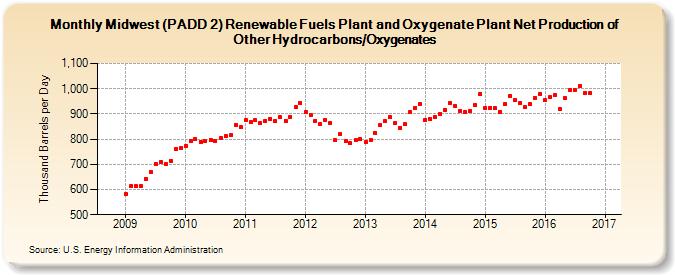 Monthly Midwest (PADD 2) Renewable Fuels Plant and Oxygenate Plant Net Production of
Other Hydrocarbons/Oxygenates
Thousand Barrels per Day
1,100
1,000
900
800
700
600
500
2009 2010 2011 2012 2013 2014 2015 2016 2017
Source: U.S. Energy Information Administration